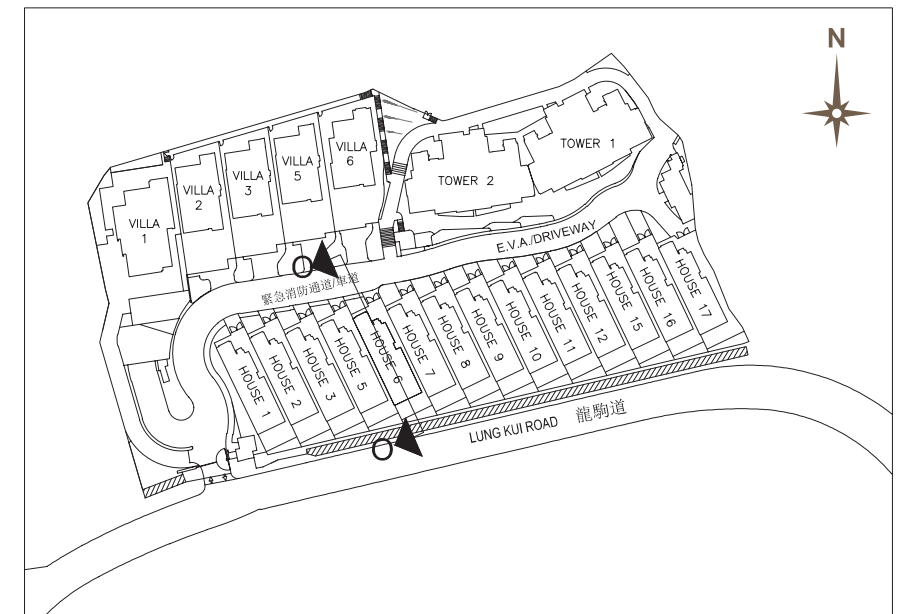 N
VILLA
1
VILLA
2
VILLA
3
VILLA
5
VILLA
6
TOWER 2
TOWER 1
E.V.A./DRIVEWAY
緊急消防通道/車道
O
HOUSE 1
HOUSE 2
HOUSE 3
HOUSE 5
HOUSE 6
HOUSE 7
HOUSE 8
HOUSE 9
HOUSE 10
HOUSE 11
HOUSE 12
HOUSE 15
HOUSE 16
HOUSE 17
O
LUNG KUI ROAD 龍駒道